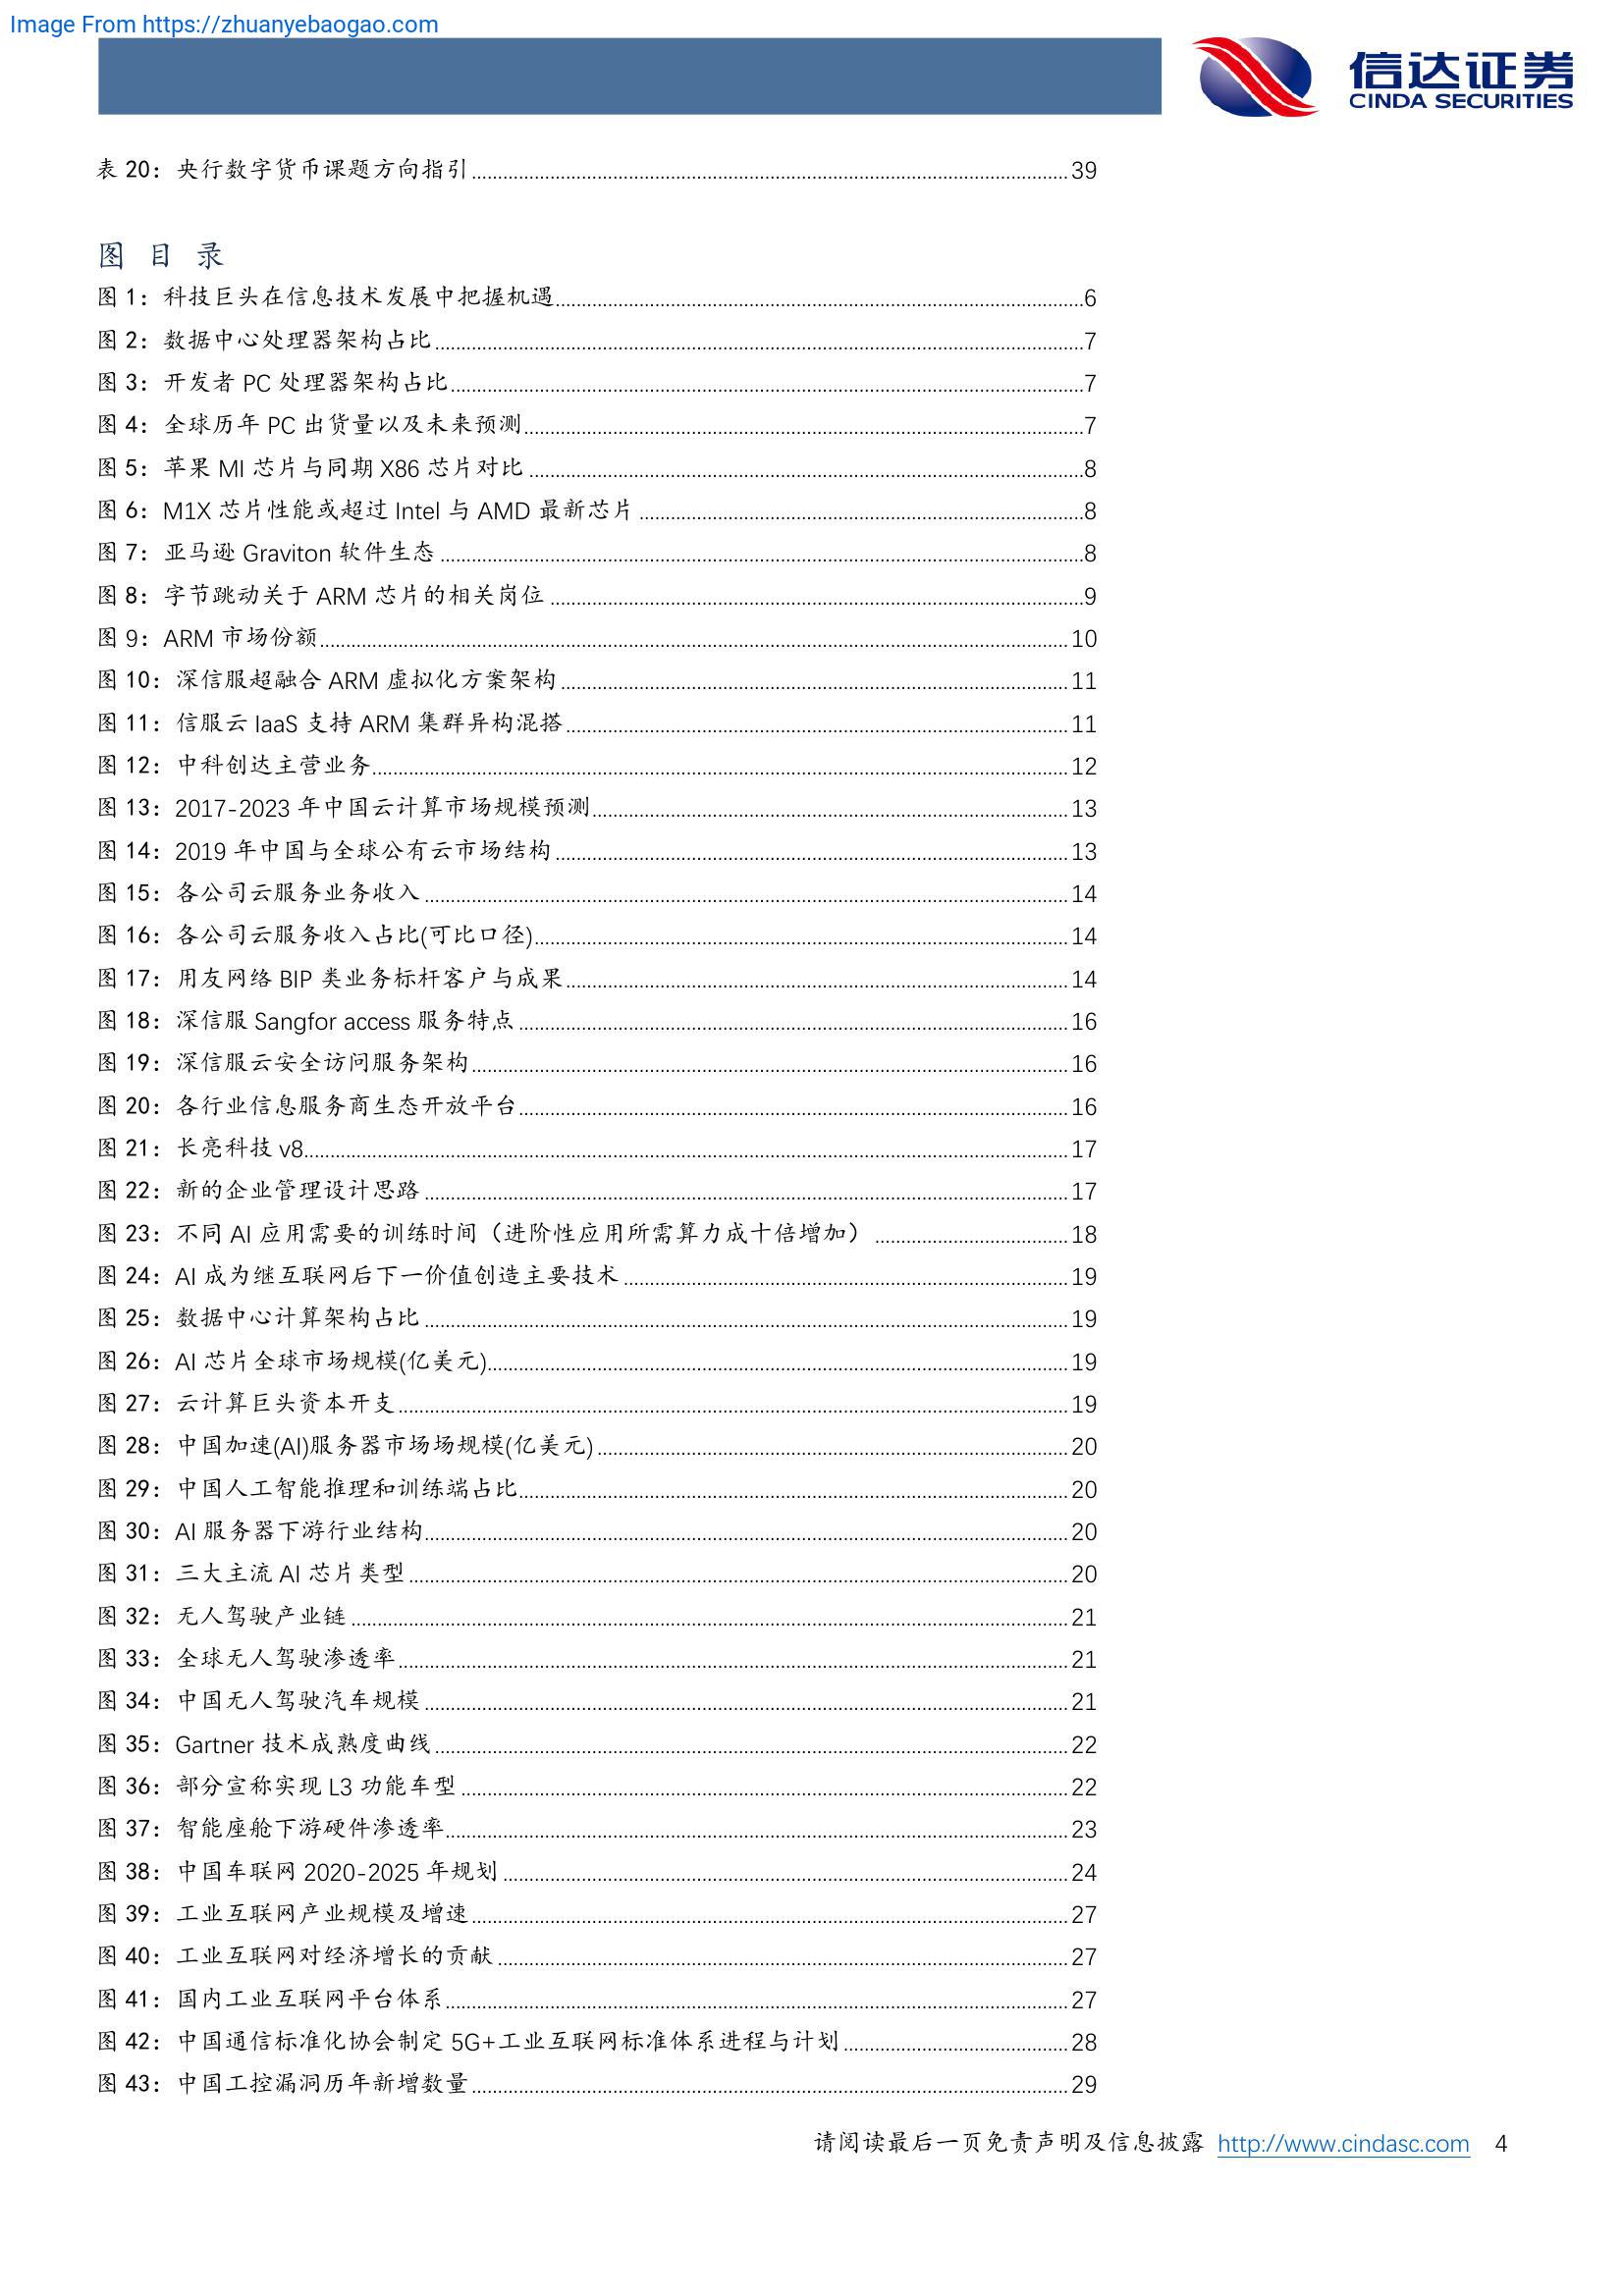 Image From https://zhuanyebaogao.com
信达证券
CINDA SECURITIES
表 20：央行数字货币课题方向指引 39
图 目 录
图 1：科技巨头在信息技术发展中把握机遇 6
图 2：数据中心处理器架构占比 7
图 3：开发者 PC 处理器架构占比 7
图 4：全球历年 PC 出货量以及未来预测 7
图 5：苹果 MI 芯片与同期 X86 芯片对比 8
图 6：M1X 芯片性能或超过 Intel 与 AMD 最新芯片 8
图 7：亚马逊 Graviton 软件生态 8
图 8：字节跳动关于 ARM 芯片的相关岗位 9
图 9：ARM 市场份额 10
图 10：深信服超融合 ARM 虚拟化方案架构 11
图 11：信服云 IaaS 支持 ARM 集群异构混搭 11
图 12：中科创达主营业务 12
图 13：2017-2023 年中国云计算市场规模预测 13
图 14：2019 年中国与全球公有云市场结构 13
图 15：各公司云服务业务收入 14
图 16：各公司云服务收入占比(可比口径) 14
图 17：用友网络 BIP 类业务标杆客户与成果 14
图 18：深信服 Sangfor access 服务特点 16
图 19：深信服云安全访问服务架构 16
图 20：各行业信息服务商生态开放平台 16
图 21：长亮科技 v8 17
图 22：新的企业管理设计思路 17
图 23：不同 AI 应用需要的训练时间（进阶性应用所需算力成十倍增加） 18
图 24：AI 成为继互联网后下一价值创造主要技术 19
图 25：数据中心计算架构占比 19
图 26：AI 芯片全球市场规模(亿美元) 19
图 27：云计算巨头资本开支 19
图 28：中国加速(AI)服务器市场场规模(亿美元) 20
图 29：中国人工智能推理和训练端占比 20
图 30：AI 服务器下游行业结构 20
图 31：三大主流 AI 芯片类型 20
图 32：无人驾驶产业链 21
图 33：全球无人驾驶渗透率 21
图 34：中国无人驾驶汽车规模 21
图 35：Gartner 技术成熟度曲线 22
图 36：部分宣称实现 L3 功能车型 22
图 37：智能座舱下游硬件渗透率 23
图 38：中国车联网 2020-2025 年规划 24
图 39：工业互联网产业规模及增速 27
图 40：工业互联网对经济增长的贡献 27
图 41：国内工业互联网平台体系 27
图 42：中国通信标准化协会制定 5G+工业互联网标准体系进程与计划 28
图 43：中国工控漏洞历年新增数量 29
请阅读最后一页免责声明及信息披露 http://www.cindasc.com 4